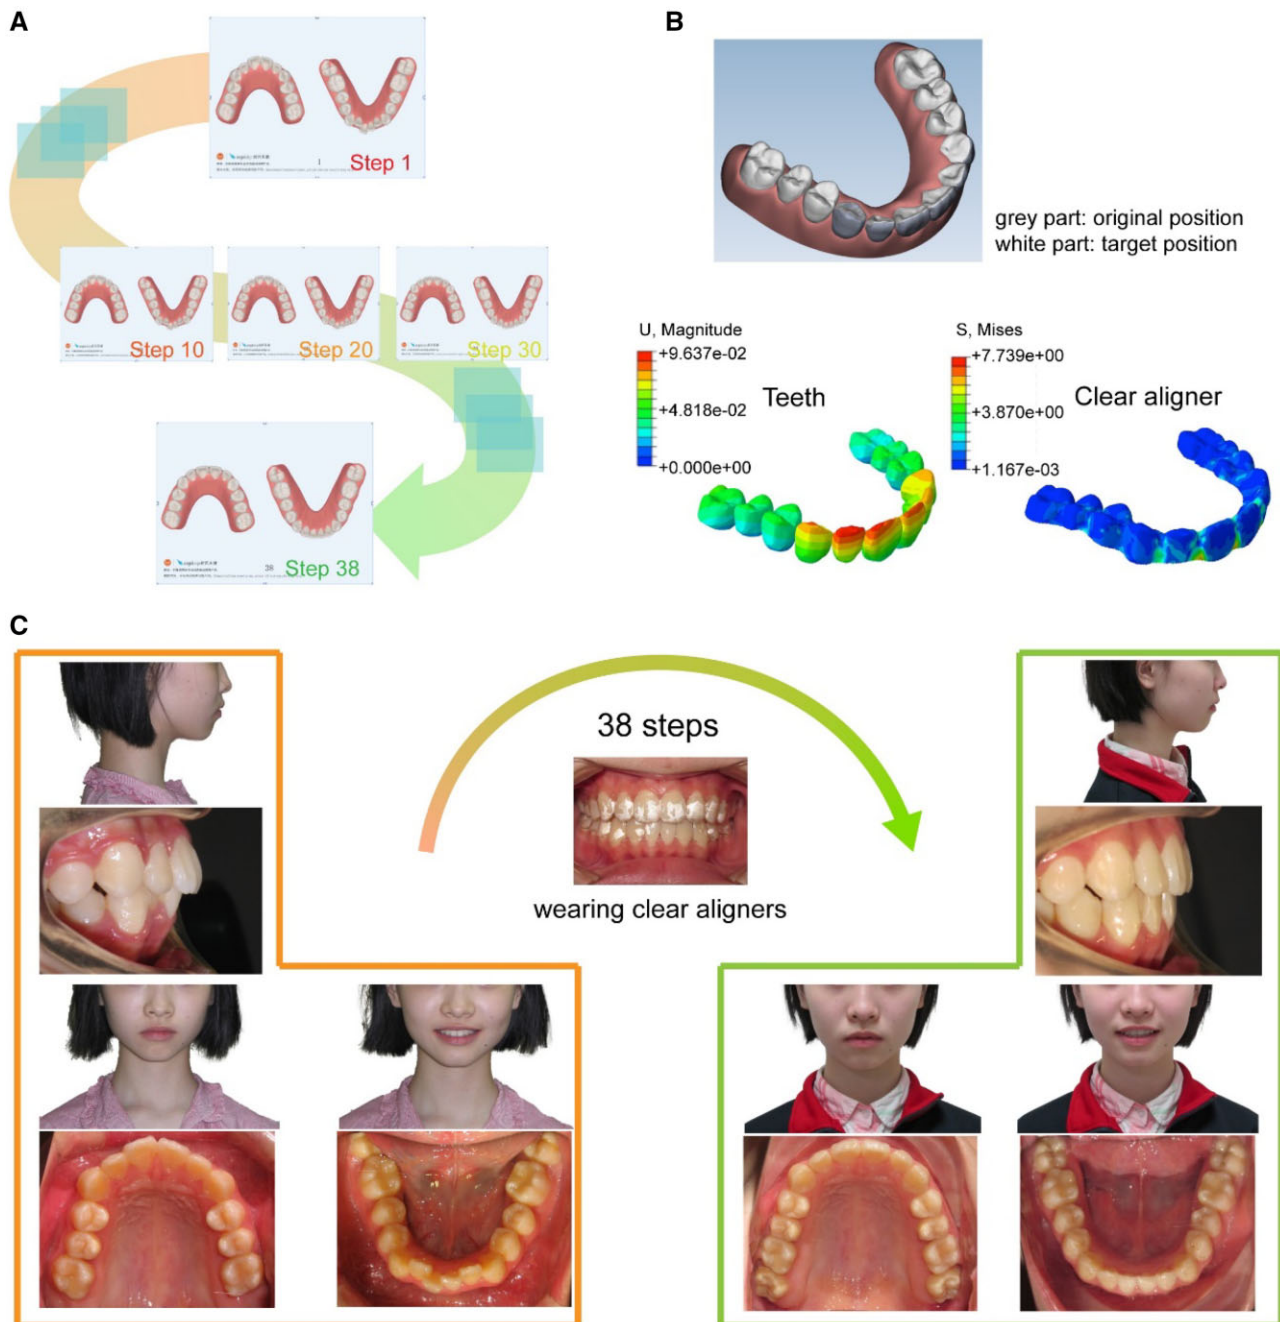 A
1
Step 1
Step 10
Step 20
Step 30
38
Step 38
B
grey part: original position
white part: target position
U, Magnitude
+9.637e-02
+4.818e-02
+0.000e+00
Teeth
S, Mises
+7.739e+00
+3.870e+00
+1.167e-03
Clear aligner
C
38 steps
wearing clear aligners